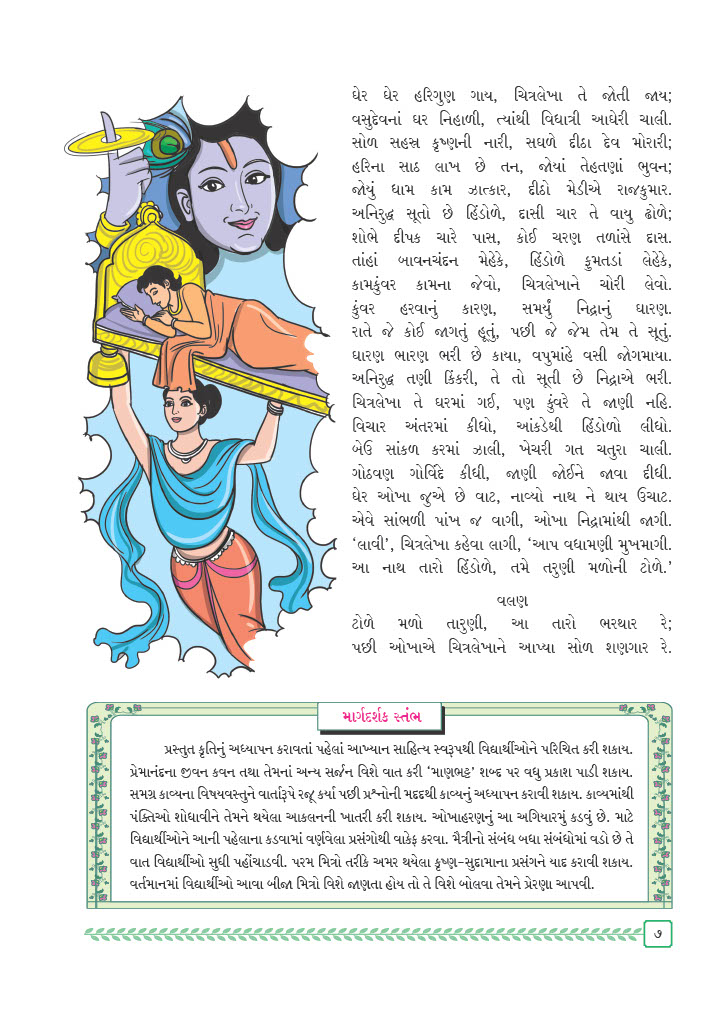 ઘેર ઘેર હરિગુણ ગાય, ચિત્રલેખા તે જોતી જાય;
વસુદેવનાં ઘર નિહાળી, ત્યાંથી વિધાત્રી આઘેરી ચાલી.
સોળ સહસ્ર કૃષ્ણની નારી, સઘળે દીઠા દેવ મોરારી;
હરિના સાઠ લાખ છે તન, જોયાં તેહતણાં ભુવન;
જોયું ધામ કામ ઝાત્કાર, દીઠો મેડીએ રાજકુમાર.
અનિરુદ્ધ સૂતો છે હિંડોળે, દાસી ચાર તે વાયુ ઢોળે;
શોભે દીપક ચારે પાસ, કોઈ ચરણ તળાંસે દાસ.
તાંહાં બાવનચંદન મેહેકે, હિંડોળે ફુમતડાં લેહેકે,
કામકુંવર કામના જેવો, ચિત્રલેખાને ચોરી લેવો.
કુંવર હરવાનું કારણ, સમર્યું નિદ્રાનું ઘારણ.
રાતે જે કોઈ જાગતું હૂતું, પછી જે જેમ તેમ તે સૂતું.
ઘારણ ભારણ ભરી છે કાયા, વપુમાંહે વસી જોગમાયા.
અનિરુદ્ધ તણી કિંકરી, તે તો સૂતી છે નિદ્રાએ ભરી.
ચિત્રલેખા તે ઘરમાં ગઈ, પણ કુંવરે તે જાણી નહિ.
વિચાર અંતરમાં કીધો, આંકડેથી હિંડોળો લીધો.
બેઉ સાંકળ કરમાં ઝાલી, ખેચરી ગત ચતુરા ચાલી.
ગોઠવણ ગોવિંદે કીધી, જાણી જોઈને જાવા દીધી.
ઘેર ઓખા જુએ છે વાટ, નાવ્યો નાથ ને થાય ઉચાટ.
એવે સાંભળી પાંખ જ વાગી, ઓખા નિદ્રામાંથી જાગી.
‘લાવી’, ચિત્રલેખા કહેવા લાગી, ‘આપ વધામણી મુખમાગી.
આ નાથ તારો હિંડોળે, તમે તરુણી મળોની ટોળે.’
વલણ
ટોળે મળો તારુણી, આ તારો ભરથાર રે;
પછી ઓખાએ ચિત્રલેખાને આપ્યા સોળ શણગાર રે.
માર્ગદર્શક સ્તંભ
પ્રસ્તુત કૃતિનું અધ્યાપન કરાવતાં પહેલાં આખ્યાન સાહિત્ય સ્વરૂપથી વિદ્યાર્થીઓને પરિચિત કરી શકાય.
પ્રેમાનંદના જીવન કવન તથા તેમનાં અન્ય સર્જન વિશે વાત કરી ‘માણભટ્ટ’ શબ્દ પર વધુ પ્રકાશ પાડી શકાય.
સમગ્ર કાવ્યના વિષયવસ્તુને વાર્તારૂપે રજૂ કર્યા પછી પ્રશ્નોની મદદથી કાવ્યનું અધ્યાપન કરાવી શકાય. કાવ્યમાંથી
પંક્તિઓ શોધાવીને તેમને થયેલા આકલનની ખાતરી કરી શકાય. ઓખાહરણનું આ અગિયારમું કડવું છે. માટે
વિદ્યાર્થીઓને આની પહેલાના કડવામાં વર્ણવેલા પ્રસંગોથી વાકેફ કરવા. મૈત્રીનો સંબંધ બધા સંબંધોમાં વડો છે તે
વાત વિદ્યાર્થીઓ સુધી પહોંચાડવી. પરમ મિત્રો તરીકે અમર થયેલા કૃષ્ણ-સુદામાના પ્રસંગને યાદ કરાવી શકાય.
વર્તમાનમાં વિદ્યાર્થીઓ આવા બીજા મિત્રો વિશે જાણતા હોય તો તે વિશે બોલવા તેમને પ્રેરણા આપવી.
૭